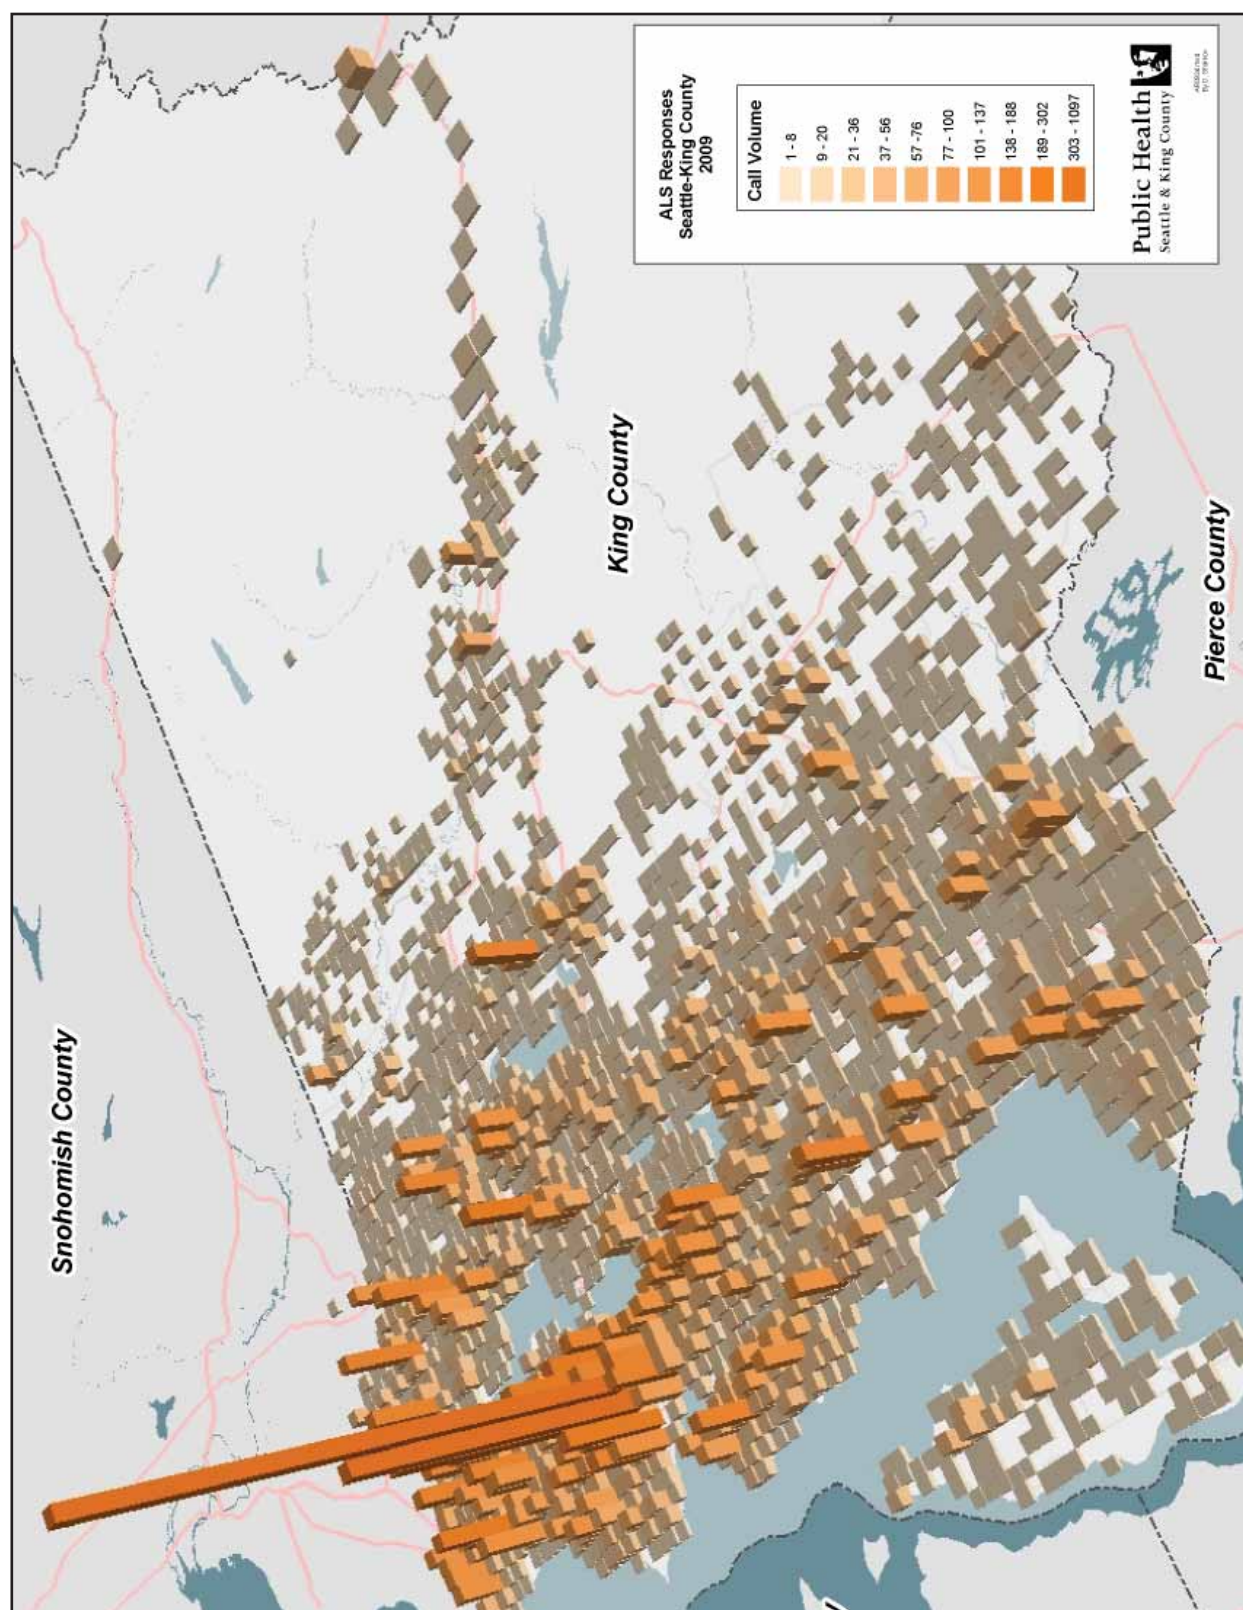 ALS Responses
Seattle-King County
2009
Call Volume
1 - 8
9 - 20
21 - 36
37 - 56
57 -76
77 - 100
101 - 137
138 - 188
189 - 302
303 - 1097
Public Health
Seattle & King County
Snohomish County
King County
Pierce County